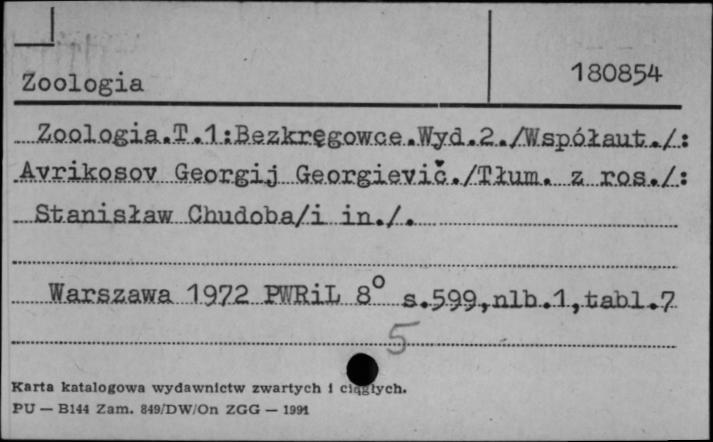 Zoologia
180854
Zoologia.T.1:Bezkręgowce.Wyd.2./Współaut./:
Avrikosov Georgij Georgievič./Tłum. z ros./:
Stanisław Chudoba/i in./.
Warszawa 1972 PWRiL 8° s.599,nlb.1,tabl.7
5
Karta katalogowa wydawnictw zwartych i ciągłych.
PU — B144 Zam. 849/DW/On ZGG — 1991